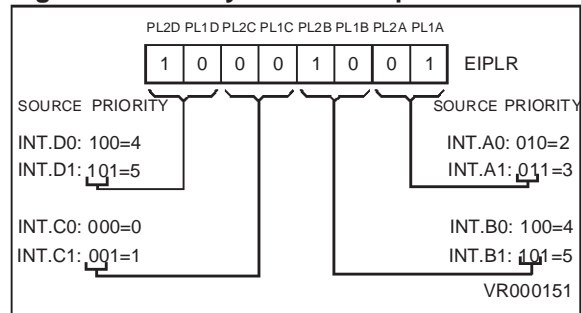 PL2D PL1D PL2C PL1C PL2B PL1B PL2A PL1A
1 0 0 0 1 0 0 1 EIPLR
SOURCE PRIORITY SOURCE PRIORITY
INT.D0: 100=4 INT.A0: 010=2
INT.D1: 101=5 INT.A1: 011=3
INT.C0: 000=0 INT.B0: 100=4
INT.C1: 001=1 INT.B1: 101=5
VR000151